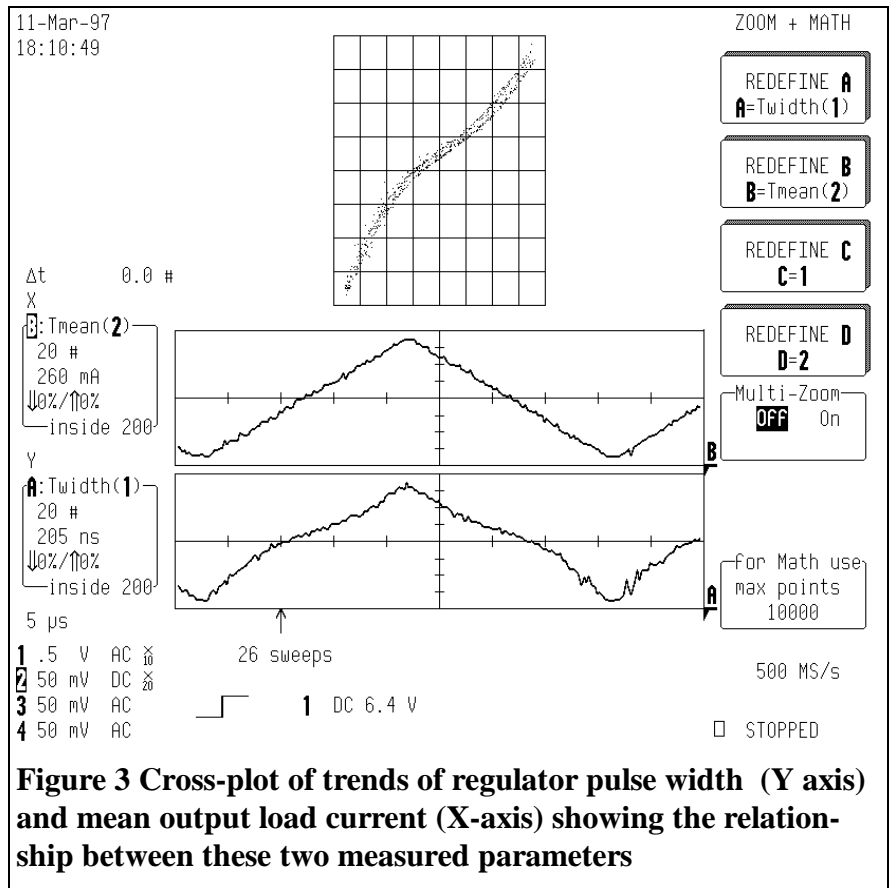 11-Mar-97
18:10:49
ZOOM + MATH
REDEFINE A
A=Twidth(1)
REDEFINE B
B=Tmean(2)
REDEFINE C
C=1
REDEFINE D
D=2
Multi-Zoom
Off On
for Math use
max points
10000
Δt 0.0 #
X
B:Tmean(2)
20 #
260 mA
⇓0%/⇑0%
inside 200
B
Y
A:Twidth(1)
20 #
205 ns
⇓0%/⇑0%
inside 200
A
5 µs
26 sweeps
1 .5 V AC X10
2 50 mV DC X20
3 50 mV AC
4 50 mV AC
1 DC 6.4 V
500 MS/s
STOPPED
Figure 3 Cross-plot of trends of regulator pulse width (Y axis)
and mean output load current (X-axis) showing the relation-
ship between these two measured parameters